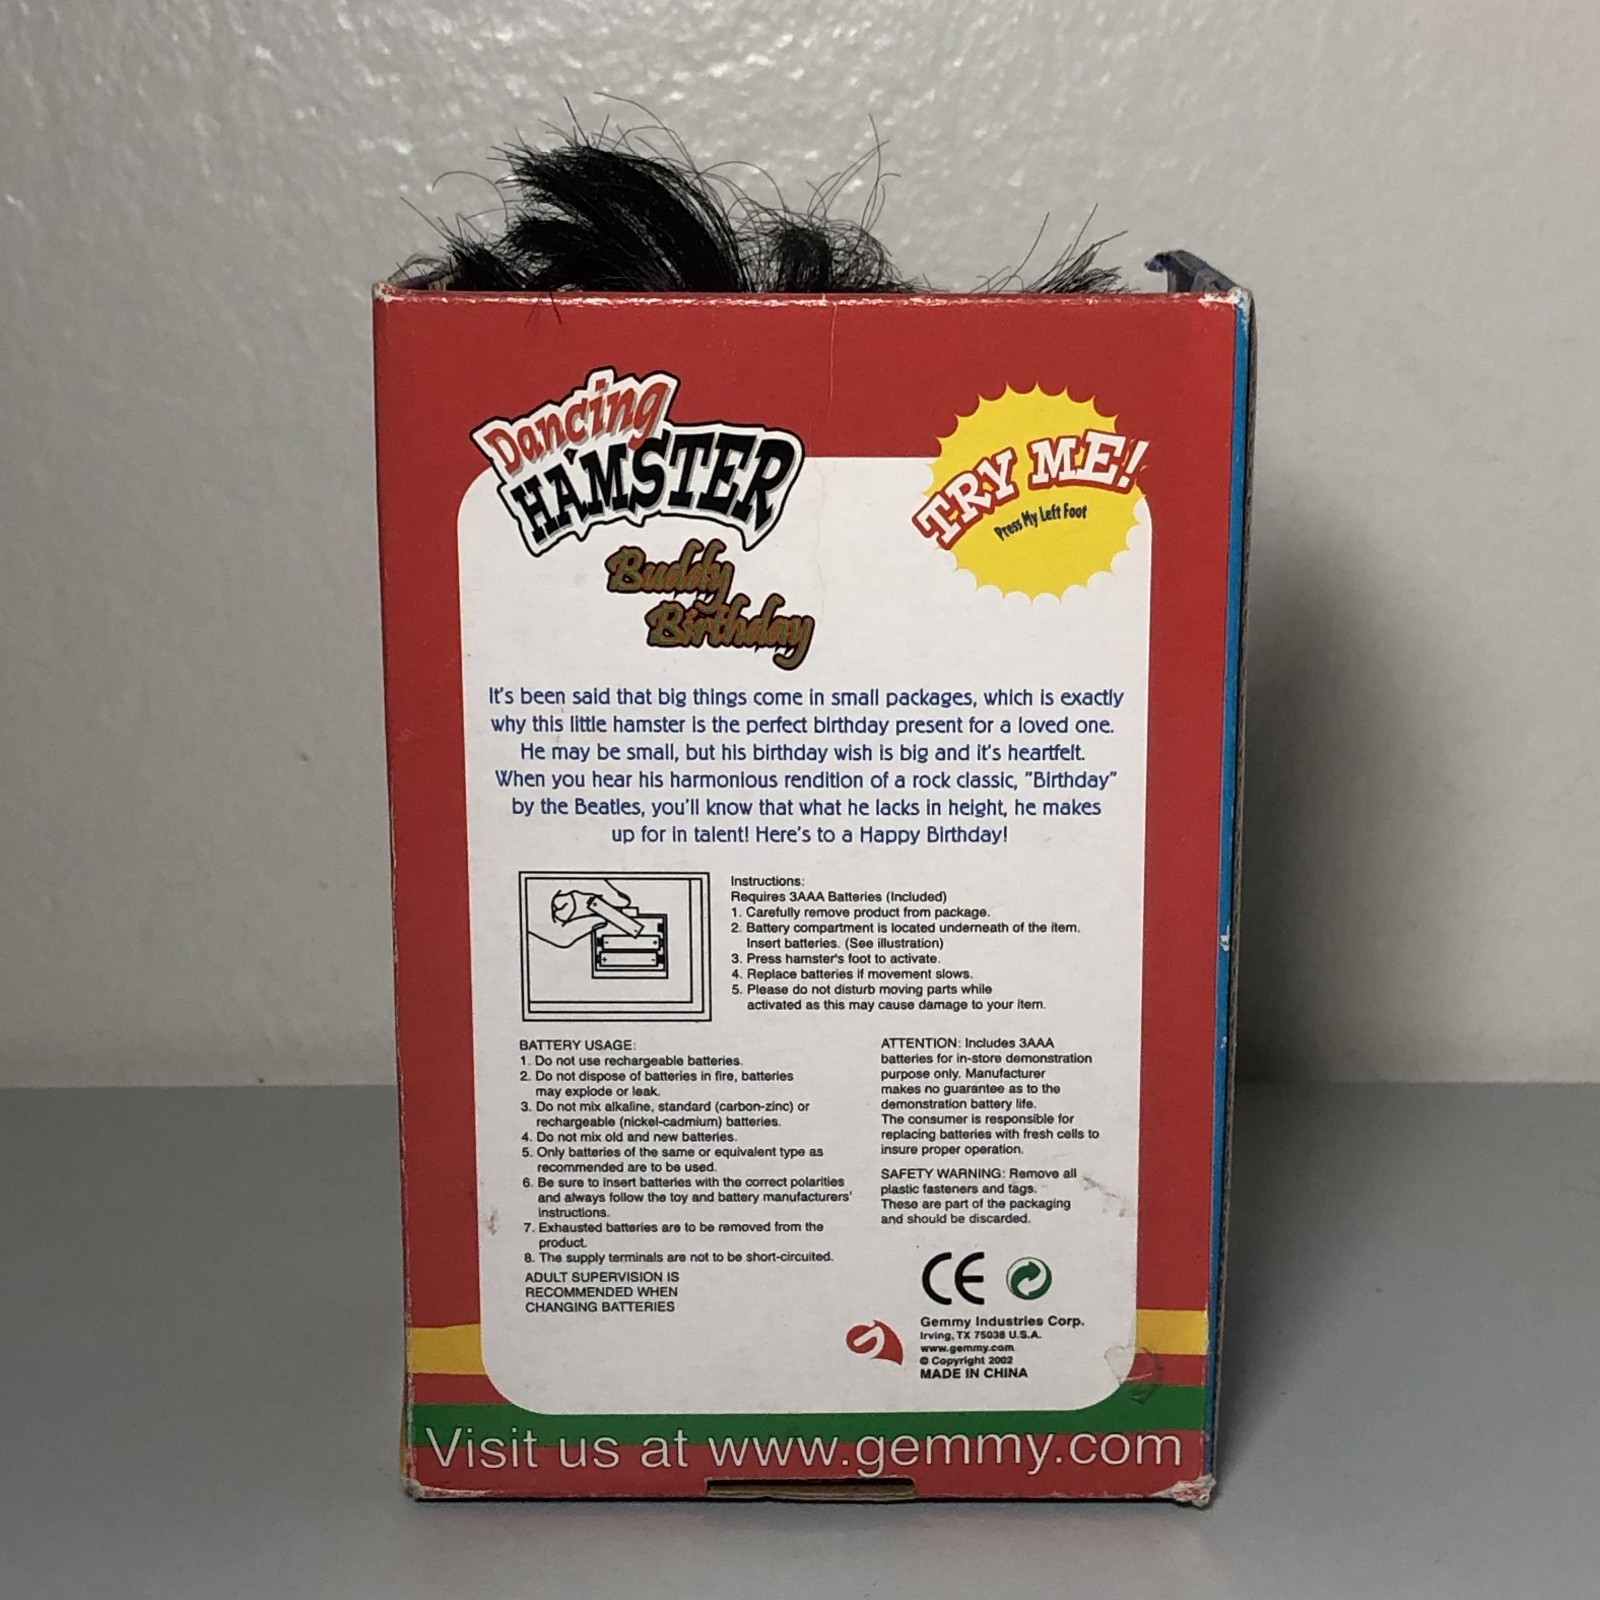 Dancing
HAMSTER
TRY ME!
Press My Left Foot
Buddy
Birthday
It's been said that big things come in small packages, which is exactly
why this little hamster is the perfect birthday present for a loved one.
He may be small, but his birthday wish is big and it's heartfelt.
When you hear his harmonious rendition of a rock classic, "Birthday"
by the Beatles, you'll know that what he lacks in height, he makes
up for in talent! Here's to a Happy Birthday!
Instructions:
Requires 3AAA Batteries (Included)
1. Carefully remove product from package.
2. Battery compartment is located underneath of the item.
Insert batteries. (See illustration)
3. Press hamster's foot to activate.
4. Replace batteries if movement slows.
5. Please do not disturb moving parts while
activated as this may cause damage to your item.
BATTERY USAGE:
1. Do not use rechargeable batteries.
2. Do not dispose of batteries in fire, batteries
may explode or leak.
3. Do not mix alkaline, standard (carbon-zinc) or
rechargeable (nickel-cadmium) batteries.
4. Do not mix old and new batteries.
5. Only batteries of the same or equivalent type as
recommended are to be used.
6. Be sure to insert batteries with the correct polarities
and always follow the toy and battery manufacturers'
instructions.
7. Exhausted batteries are to be removed from the
product.
8. The supply terminals are not to be short-circuited.
ADULT SUPERVISION IS
RECOMMENDED WHEN
CHANGING BATTERIES
ATTENTION: Includes 3AAA
batteries for in-store demonstration
purpose only. Manufacturer
makes no guarantee as to the
demonstration battery life.
The consumer is responsible for
replacing batteries with fresh cells to
insure proper operation.
SAFETY WARNING: Remove all
plastic fasteners and tags.
These are part of the packaging
and should be discarded.
CE
Gemmy Industries Corp.
Irving, TX 75038 U.S.A.
www.gemmy.com
© Copyright 2002
MADE IN CHINA
Visit us at www.gemmy.com